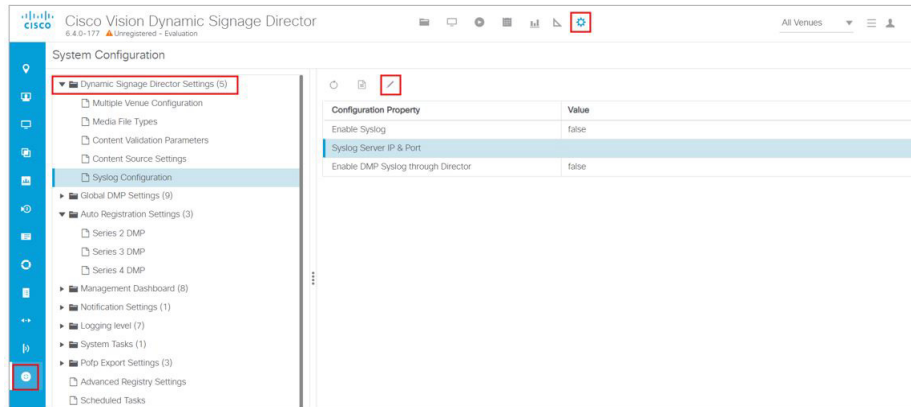 CISCO
Cisco Vision Dynamic Signage Director
6.4.0-177 Unregistered - Evaluation
All Venues
System Configuration
Dynamic Signage Director Settings (5)
Multiple Venue Configuration
Media File Types
Content Validation Parameters
Content Source Settings
Syslog Configuration
Global DMP Settings (9)
Auto Registration Settings (3)
Series 2 DMP
Series 3 DMP
Series 4 DMP
Management Dashboard (8)
Notification Settings (1)
Logging level (7)
System Tasks (1)
Pofp Export Settings (3)
Advanced Registry Settings
Scheduled Tasks
Configuration Property Value
Enable Syslog false
Syslog Server IP & Port
Enable DMP Syslog through Director false